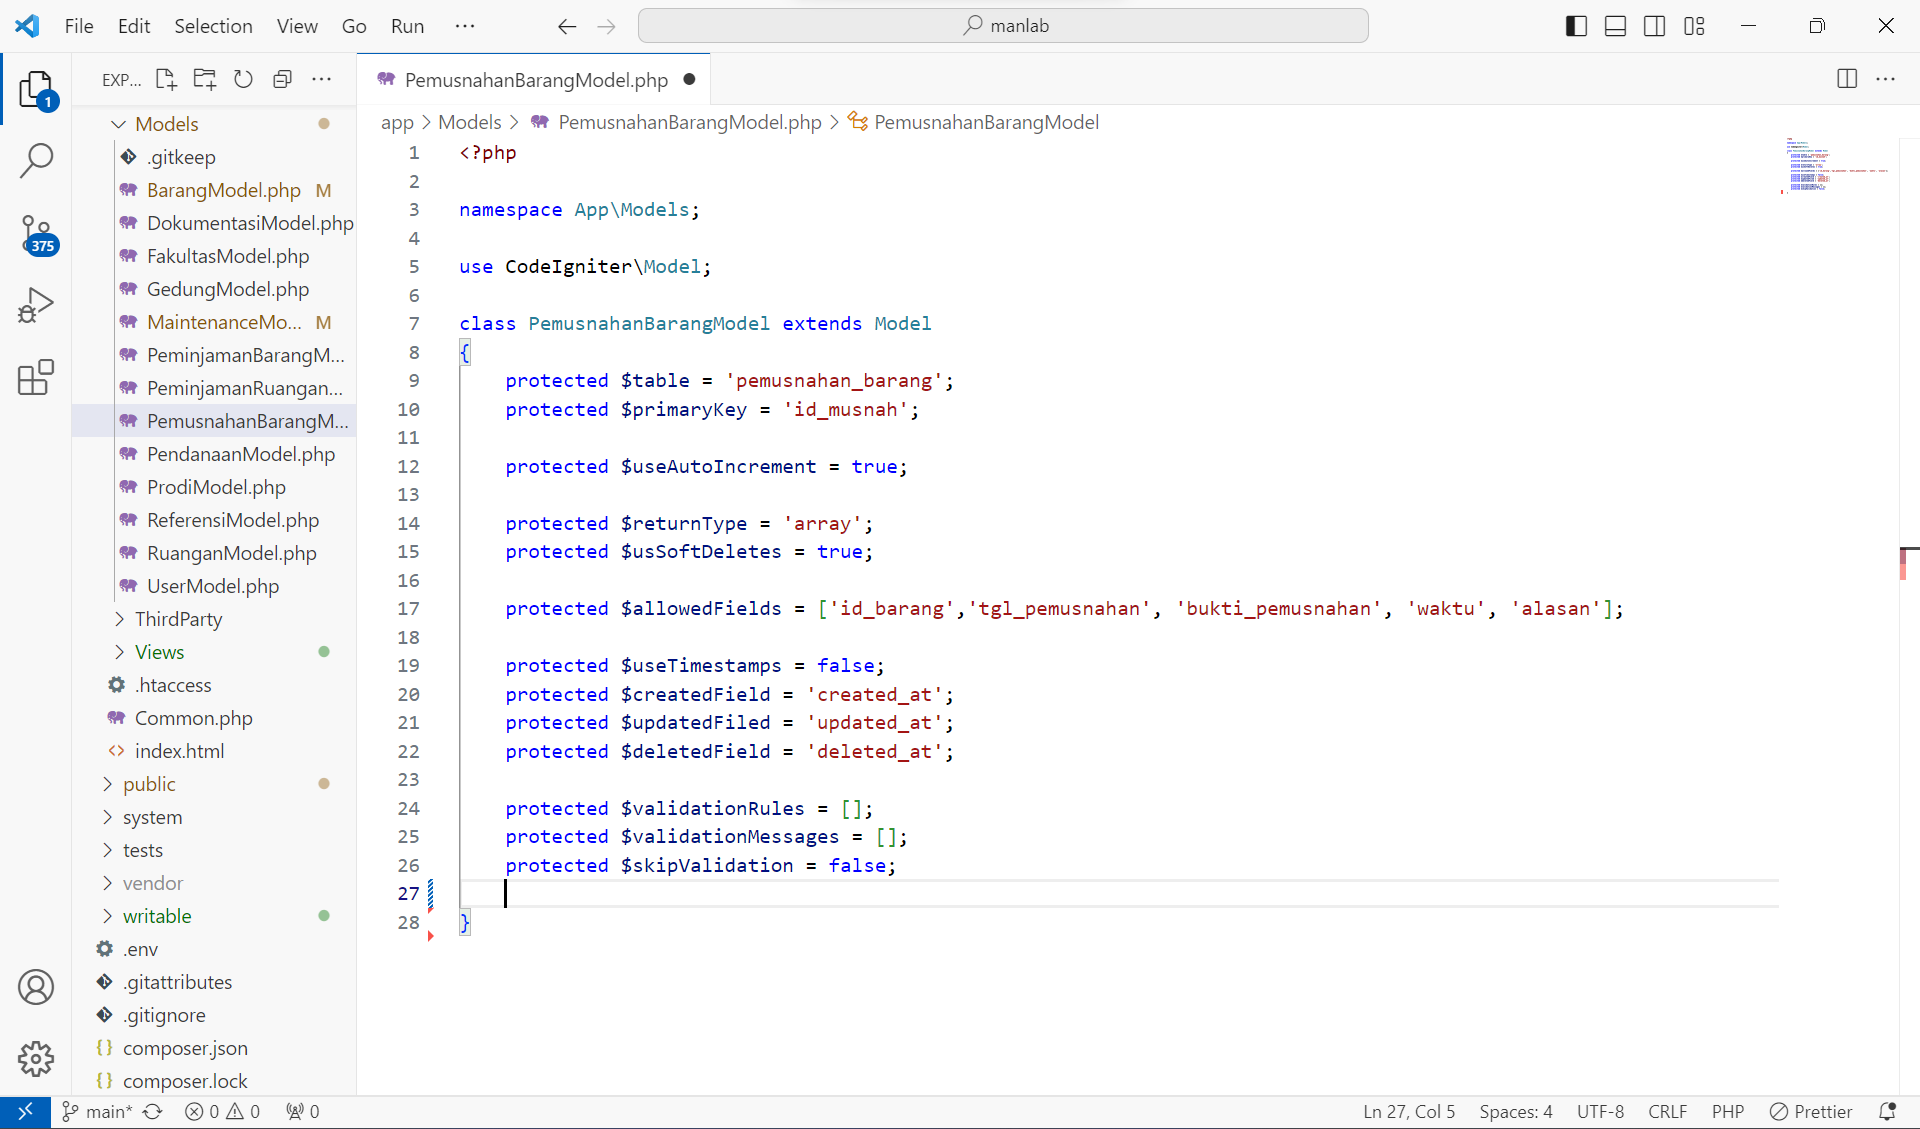 File Edit Selection View Go Run ··· manlab
EXP...
PemusnahanBarangModel.php
app > Models > PemusnahanBarangModel.php > PemusnahanBarangModel
1
Models
.gitkeep
BarangModel.php M
DokumentasiModel.php
375
FakultasModel.php
GedungModel.php
MaintenanceMo... M
PeminjamanBarangM...
PeminjamanRuangan...
PemusnahanBarangM...
PendanaanModel.php
ProdiModel.php
ReferensiModel.php
RuanganModel.php
UserModel.php
ThirdParty
Views
.htaccess
Common.php
index.html
public
system
tests
vendor
writable
.env
.gitattributes
.gitignore
composer.json
composer.lock
1 <?php
2
3 namespace App\Models;
4
5 use CodeIgniter\Model;
6
7 class PemusnahanBarangModel extends Model
8 {
9 protected $table = 'pemusnahan_barang';
10 protected $primaryKey = 'id_musnah';
11
12 protected $useAutoIncrement = true;
13
14 protected $returnType = 'array';
15 protected $usSoftDeletes = true;
16
17 protected $allowedFields = ['id_barang','tgl_pemusnahan', 'bukti_pemusnahan', 'waktu', 'alasan'];
18
19 protected $useTimestamps = false;
20 protected $createdField = 'created_at';
21 protected $updatedFiled = 'updated_at';
22 protected $deletedField = 'deleted_at';
23
24 protected $validationRules = [];
25 protected $validationMessages = [];
26 protected $skipValidation = false;
27
28 }
main* 0 0 0 Ln 27, Col 5 Spaces: 4 UTF-8 CRLF PHP Prettier